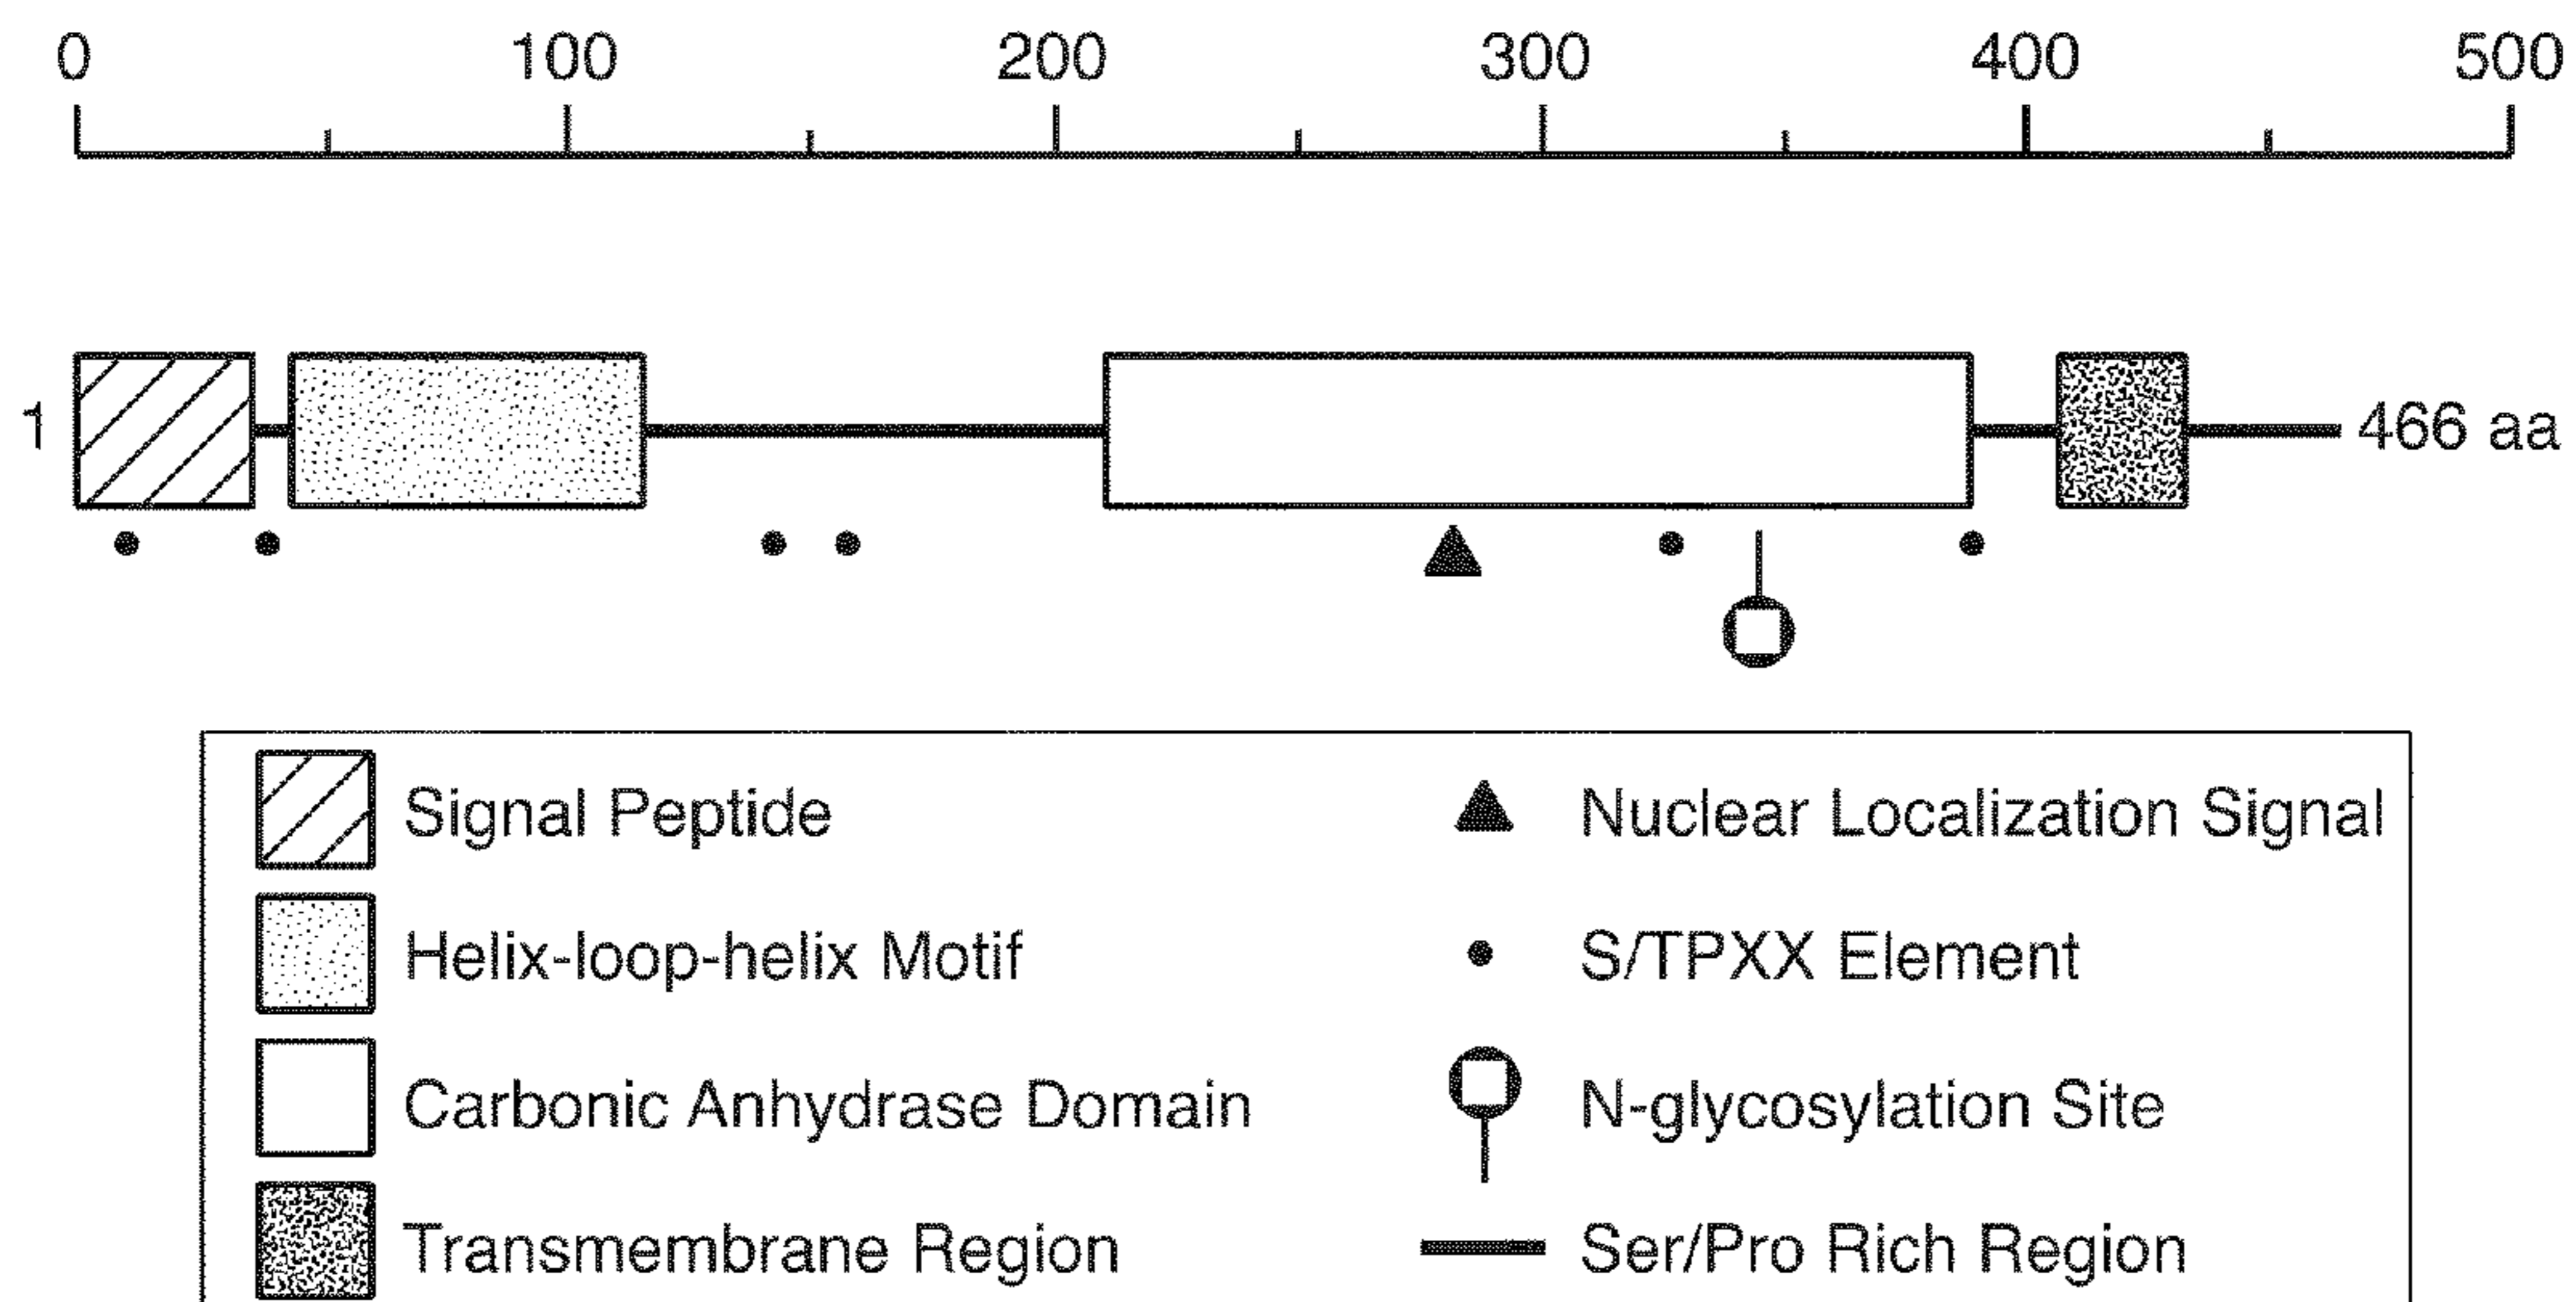 0 100 200 300 400 500
1 466 aa
Signal Peptide
Helix-loop-helix Motif
Carbonic Anhydrase Domain
Transmembrane Region
Nuclear Localization Signal
S/TPXX Element
N-glycosylation Site
Ser/Pro Rich Region